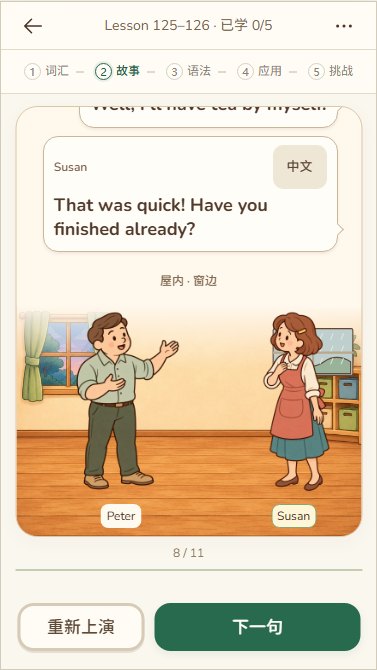 Lesson 125–126 · 已学 0/5
1 词汇 — 2 故事 — 3 语法 — 4 应用 — 5 挑战
Well, I'll have tea by myself.
Susan
中文
That was quick! Have you
finished already?
屋内 · 窗边
Peter
Susan
8 / 11
重新上演
下一句